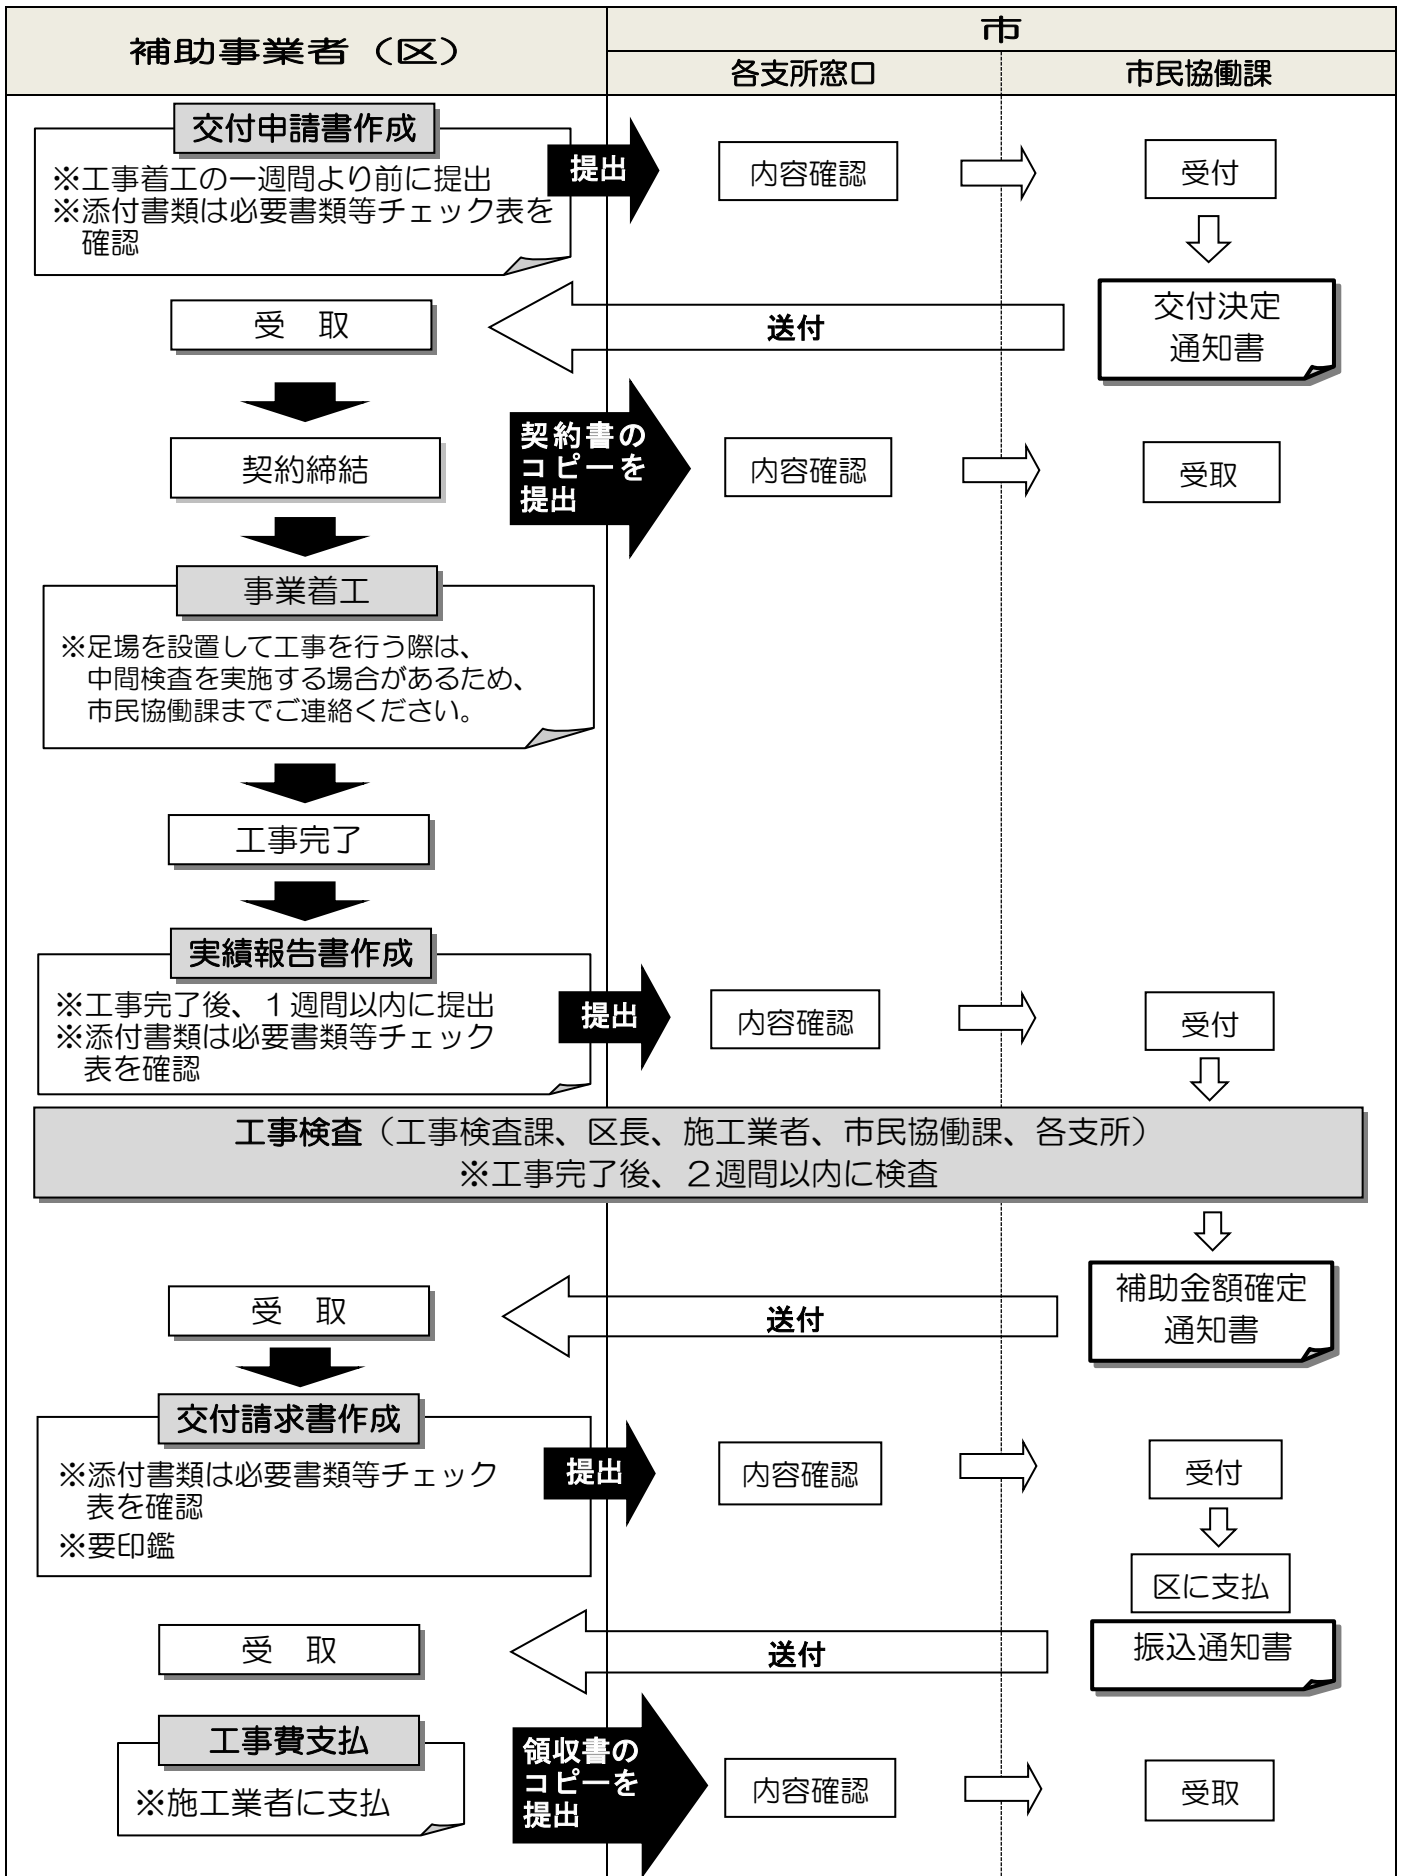 補助事業者（区）
市
各支所窓口
市民協働課
交付申請書作成
※工事着工の一週間より前に提出
※添付書類は必要書類等チェック表を
確認
提出
内容確認
受付
交付決定
通知書
送付
受　取
契約締結
契約書の
コピーを
提出
内容確認
受取
事業着工
※足場を設置して工事を行う際は、
中間検査を実施する場合があるため、
市民協働課までご連絡ください。
工事完了
実績報告書作成
※工事完了後、１週間以内に提出
※添付書類は必要書類等チェック
表を確認
提出
内容確認
受付
工事検査（工事検査課、区長、施工業者、市民協働課、各支所）
※工事完了後、２週間以内に検査
補助金額確定
通知書
送付
受　取
交付請求書作成
※添付書類は必要書類等チェック
表を確認
※要印鑑
提出
内容確認
受付
区に支払
振込通知書
送付
受　取
工事費支払
※施工業者に支払
領収書の
コピーを
提出
内容確認
受取